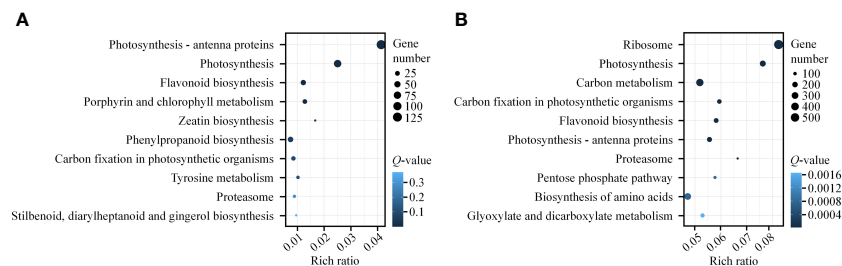 A
Photosynthesis - antenna proteins
Photosynthesis
Flavonoid biosynthesis
Porphyrin and chlorophyll metabolism
Zeatin biosynthesis
Phenylpropanoid biosynthesis
Carbon fixation in photosynthetic organisms
Tyrosine metabolism
Proteasome
Stilbenoid, diarylheptanoid and gingerol biosynthesis
0.01 0.02 0.03 0.04
Rich ratio
Gene
number
25
50
75
100
125
Q-value
0.3
0.2
0.1
B
Ribosome
Photosynthesis
Carbon metabolism
Carbon fixation in photosynthetic organisms
Flavonoid biosynthesis
Photosynthesis - antenna proteins
Proteasome
Pentose phosphate pathway
Biosynthesis of amino acids
Glyoxylate and dicarboxylate metabolism
0.05 0.06 0.07 0.08
Rich ratio
Gene
number
100
200
300
400
500
Q-value
0.0016
0.0012
0.0008
0.0004